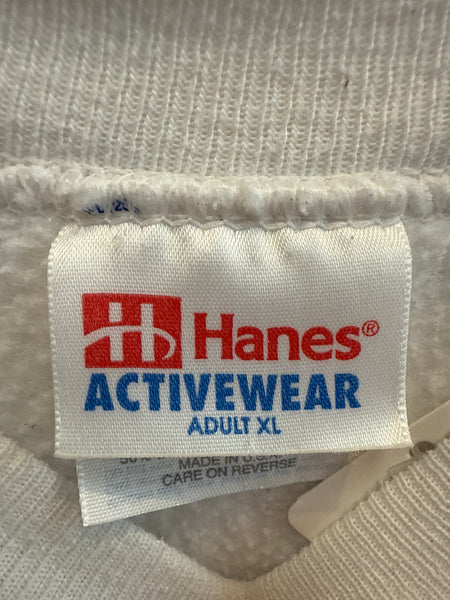 Hanes®
ACTIVEWEAR
ADULT XL
MADE IN U.S.A.
CARE ON REVERSE